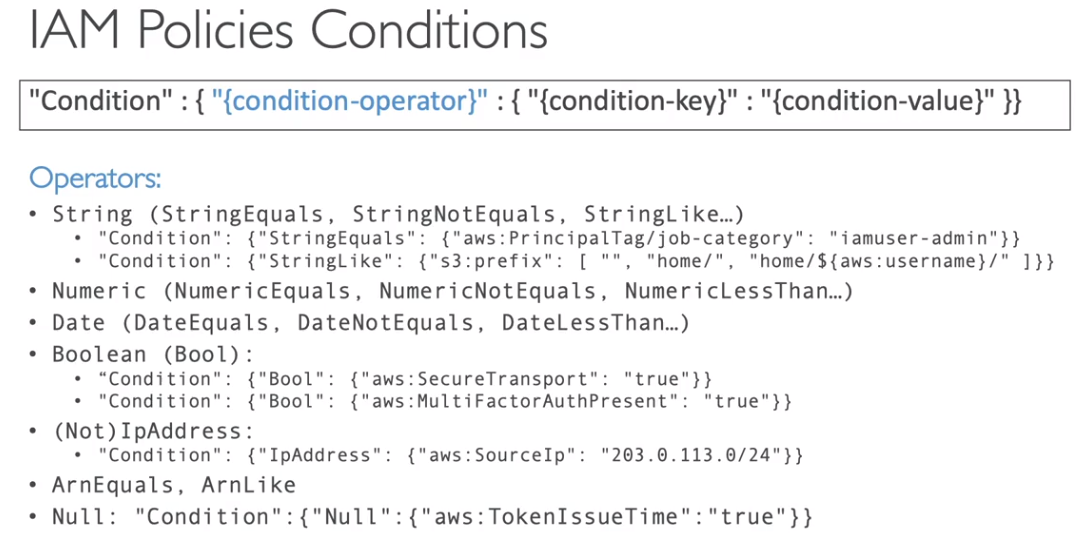 IAM Policies Conditions
"Condition" : { "{condition-operator}" : { "{condition-key}" : "{condition-value}" }}
Operators:
• String (StringEquals, StringNotEquals, StringLike…)
• "Condition": {"StringEquals": {"aws:PrincipalTag/job-category": "iamuser-admin"}}
• "Condition": {"StringLike": {"s3:prefix": [ "", "home/", "home/${aws:username}/" ]}}
• Numeric (NumericEquals, NumericNotEquals, NumericLessThan…)
• Date (DateEquals, DateNotEquals, DateLessThan…)
• Boolean (Bool):
• “Condition": {"Bool": {"aws:SecureTransport": "true"}}
• "Condition": {"Bool": {"aws:MultiFactorAuthPresent": "true"}}
• (Not)IpAddress:
• "Condition": {"IpAddress": {"aws:SourceIp": "203.0.113.0/24"}}
• ArnEquals, ArnLike
• Null: "Condition":{"Null":{"aws:TokenIssueTime":"true"}}